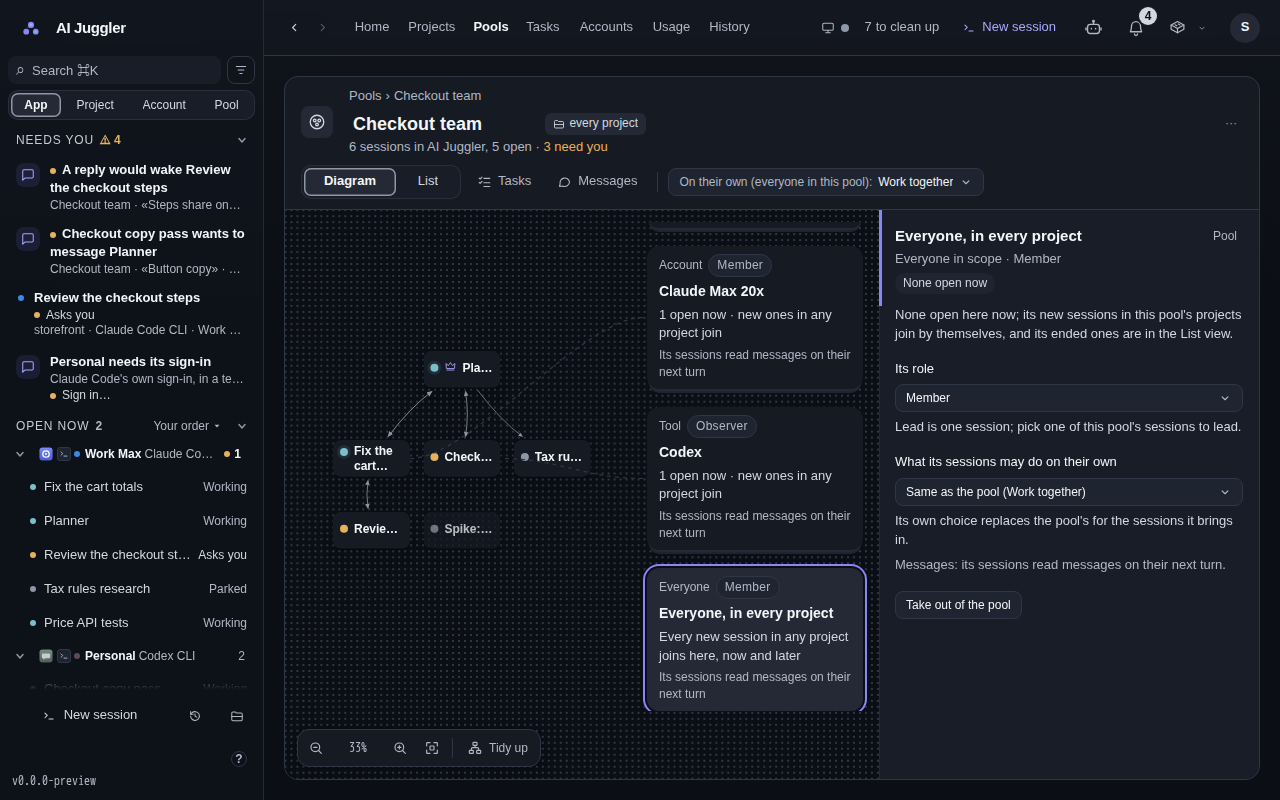 AI Juggler
Search ⌘K
App
Project
Account
Pool
NEEDS YOU
4
A reply would wake Review
the checkout steps
Checkout team · «Steps share on…
Checkout copy pass wants to
message Planner
Checkout team · «Button copy» · …
Review the checkout steps
Asks you
storefront · Claude Code CLI · Work …
Personal needs its sign-in
Claude Code's own sign-in, in a te…
Sign in…
OPEN NOW 2
Your order
Work Max Claude Co…
1
Fix the cart totals
Working
Planner
Working
Review the checkout st…
Asks you
Tax rules research
Parked
Price API tests
Working
Personal Codex CLI
2
Checkout copy pass
Working
New session
?
v0.0.0-preview
Home
Projects
Pools
Tasks
Accounts
Usage
History
7 to clean up
New session
4
S
Pools › Checkout team
Checkout team
every project
6 sessions in AI Juggler, 5 open · 3 need you
Diagram
List
Tasks
Messages
On their own (everyone in this pool): Work together
Pla…
Fix the
cart…
Check…
Tax ru…
Revie…
Spike:…
Account
Member
Claude Max 20x
1 open now · new ones in any
project join
Its sessions read messages on their
next turn
Tool
Observer
Codex
1 open now · new ones in any
project join
Its sessions read messages on their
next turn
Everyone
Member
Everyone, in every project
Every new session in any project
joins here, now and later
Its sessions read messages on their
next turn
33%
Tidy up
Everyone, in every project
Pool
Everyone in scope · Member
None open now
None open here now; its new sessions in this pool's projects
join by themselves, and its ended ones are in the List view.
Its role
Member
Lead is one session; pick one of this pool's sessions to lead.
What its sessions may do on their own
Same as the pool (Work together)
Its own choice replaces the pool's for the sessions it brings
in.
Messages: its sessions read messages on their next turn.
Take out of the pool